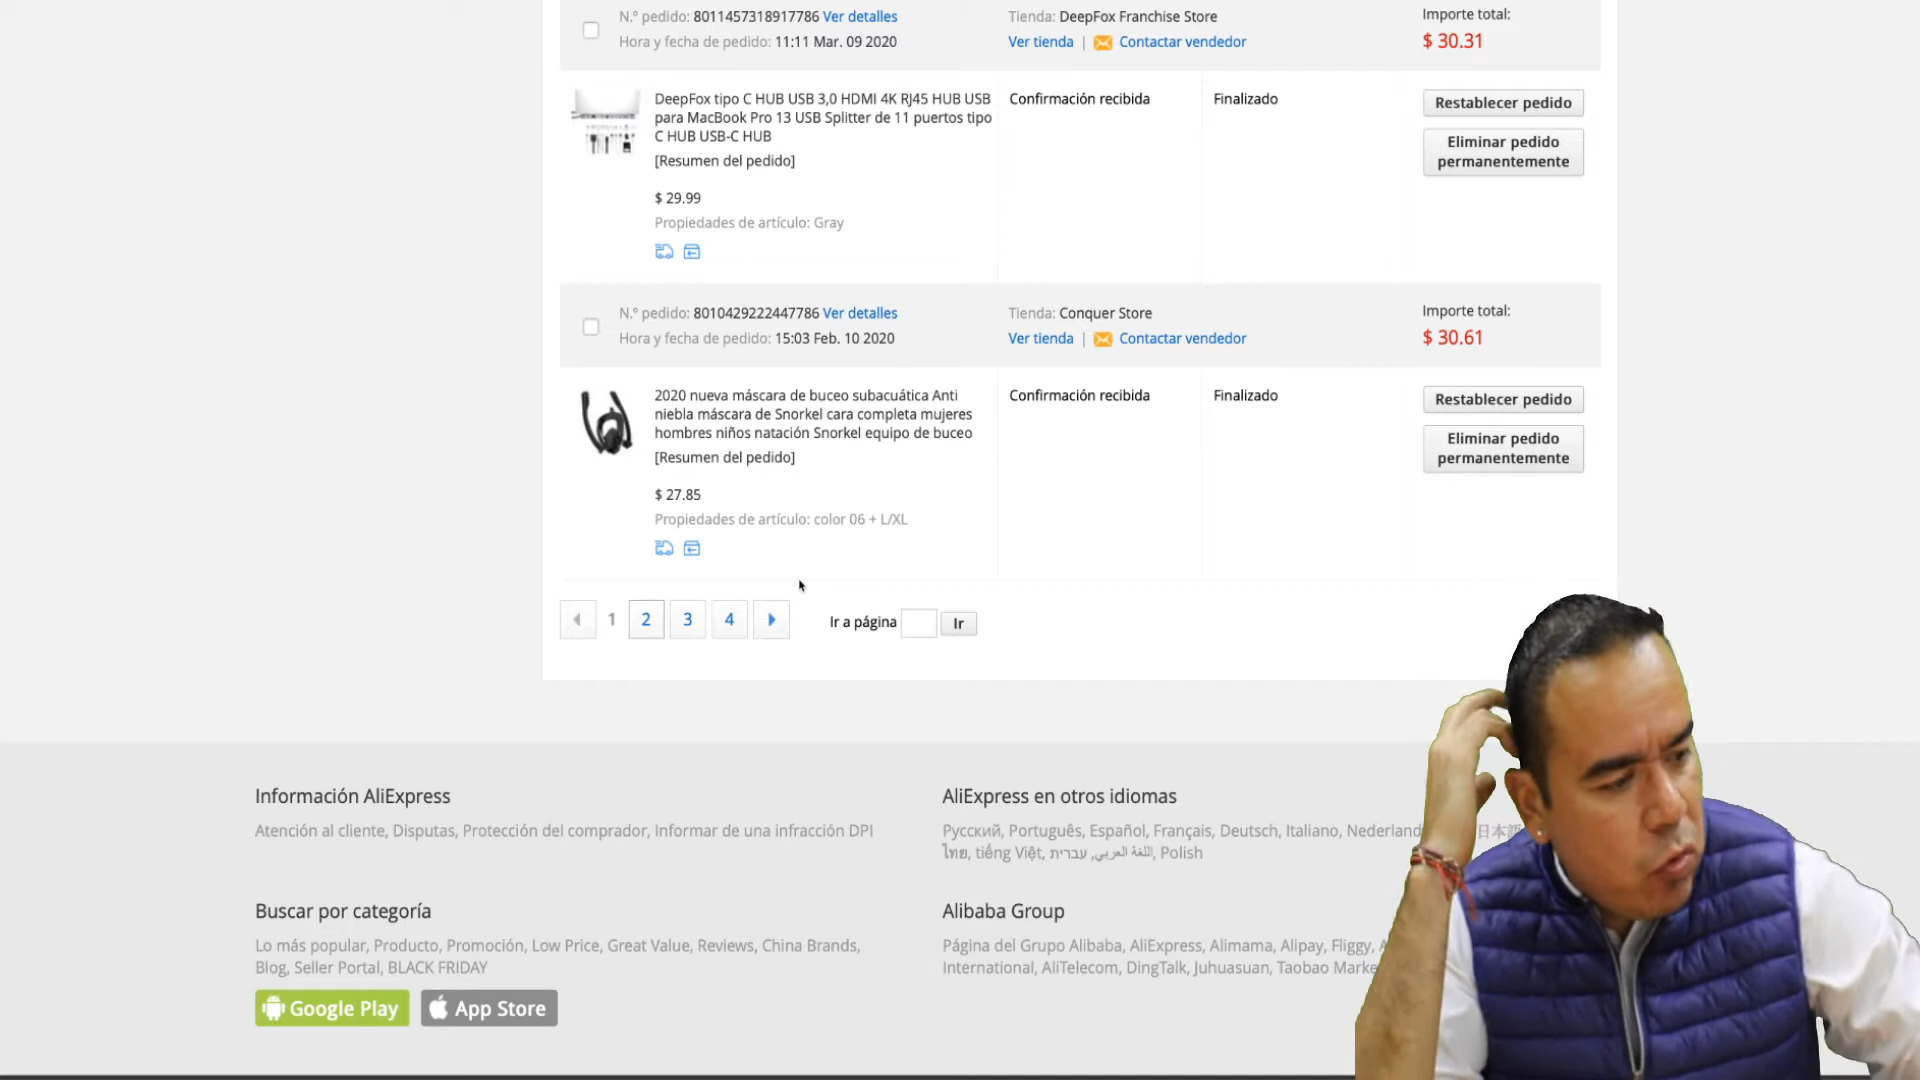 N.° pedido: 8011457318917786 Ver detalles
Hora y fecha de pedido: 11:11 Mar. 09 2020
Tienda: DeepFox Franchise Store
Ver tienda | Contactar vendedor
Importe total:
$ 30.31
DeepFox tipo C HUB USB 3,0 HDMI 4K RJ45 HUB USB
para MacBook Pro 13 USB Splitter de 11 puertos tipo
C HUB USB-C HUB
[Resumen del pedido]
$ 29.99
Propiedades de artículo: Gray
Confirmación recibida
Finalizado
Restablecer pedido
Eliminar pedido
permanentemente
N.° pedido: 8010429222447786 Ver detalles
Hora y fecha de pedido: 15:03 Feb. 10 2020
Tienda: Conquer Store
Ver tienda | Contactar vendedor
Importe total:
$ 30.61
2020 nueva máscara de buceo subacuática Anti
niebla máscara de Snorkel cara completa mujeres
hombres niños natación Snorkel equipo de buceo
[Resumen del pedido]
$ 27.85
Propiedades de artículo: color 06 + L/XL
Confirmación recibida
Finalizado
Restablecer pedido
Eliminar pedido
permanentemente
1 2 3 4 Ir a página Ir
Información AliExpress
Atención al cliente, Disputas, Protección del comprador, Informar de una infracción DPI
AliExpress en otros idiomas
Русский, Português, Español, Français, Deutsch, Italiano, Nederland 日本語
ไทย, tiếng Việt, اللغة العربي, עברית, Polish
Buscar por categoría
Lo más popular, Producto, Promoción, Low Price, Great Value, Reviews, China Brands,
Blog, Seller Portal, BLACK FRIDAY
Alibaba Group
Página del Grupo Alibaba, AliExpress, Alimama, Alipay, Fliggy,
International, AliTelecom, DingTalk, Juhuasuan, Taobao Marke
Google Play
App Store